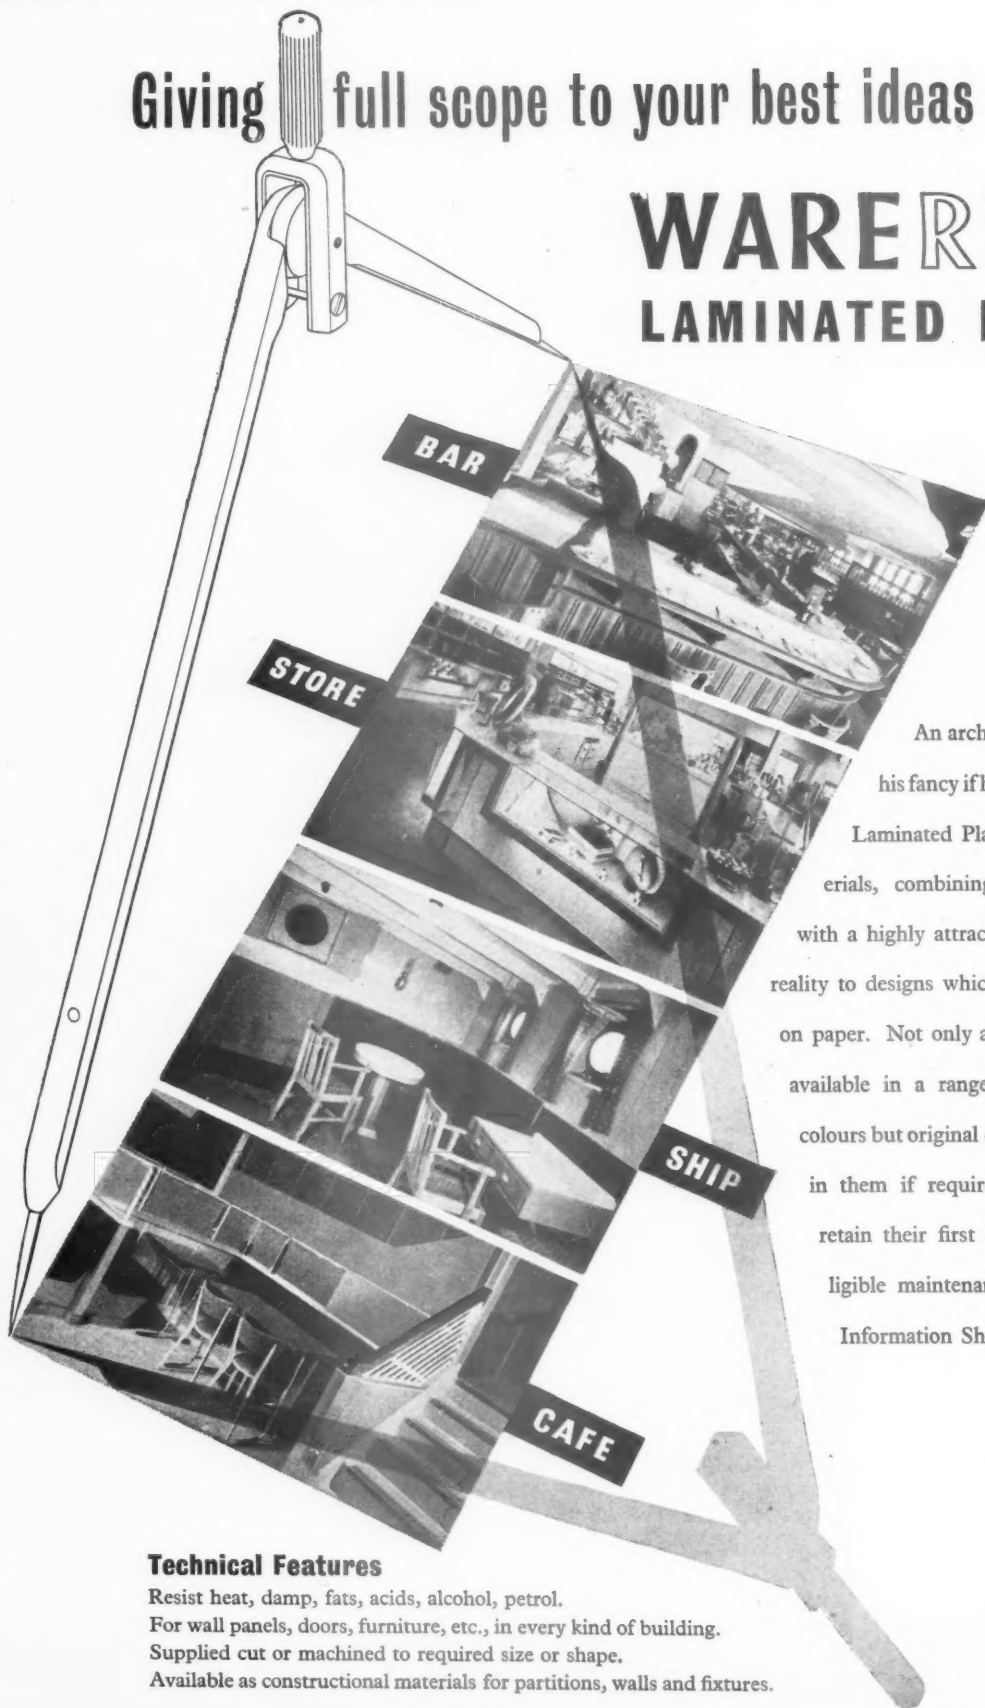 Giving full scope to your best ideas
WARER
LAMINATED
BAR
STORE
An arch
his fancy if
Laminated Pla
erials, combining
with a highly attrac
reality to designs whic
on paper. Not only a
available in a range
colours but original
in them if requir
retain their first
ligible maintenan
Information Sh
SHIP
CAFE
Technical Features
Resist heat, damp, fats, acids, alcohol, petrol.
For wall panels, doors, furniture, etc., in every kind of building.
Supplied cut or machined to required size or shape.
Available as constructional materials for partitions, walls and fixtures.